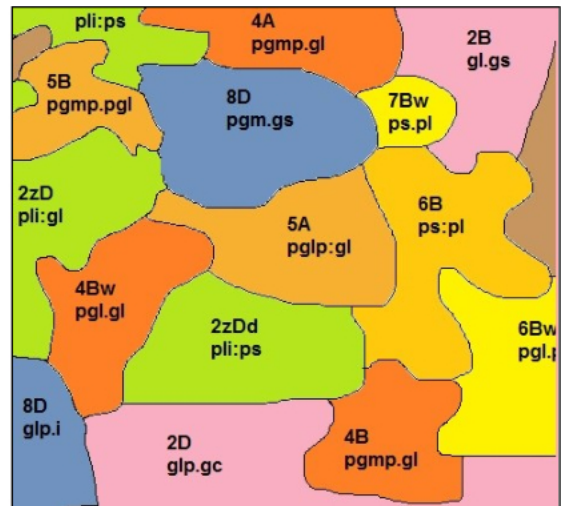 pli:ps
4A
pgmp.gl
2B
gl.gs
5B
pgmp.pgl
8D
pgm.gs
7Bw
ps.pl
2zD
pli:gl
5A
pglp:gl
6B
ps:pl
4Bw
pgl.gl
2zDd
pli:ps
6Bw
8D
glp.i
2D
glp.gc
4B
pgmp.gl